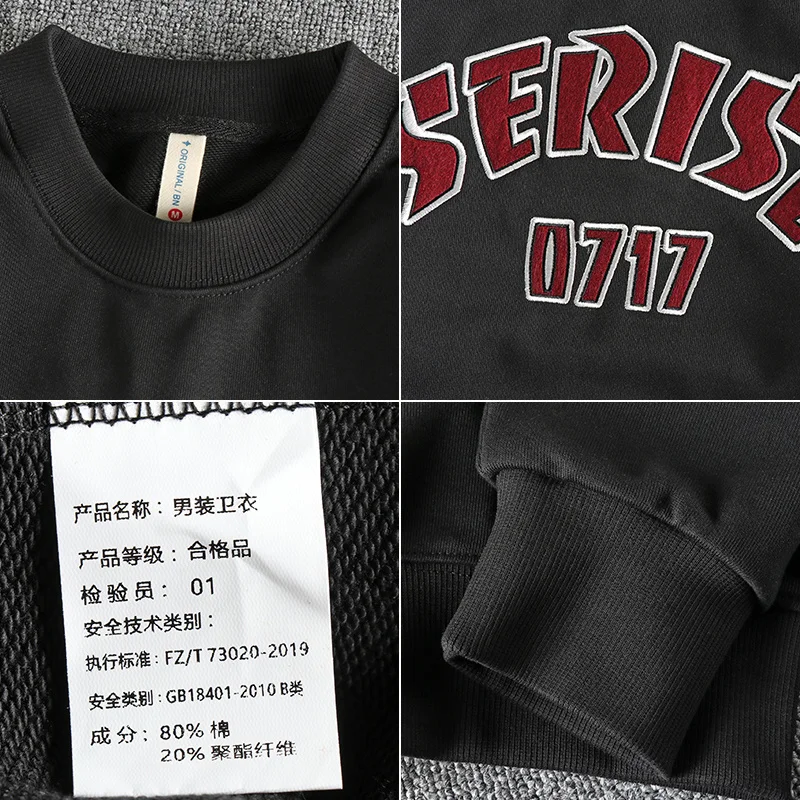 ✦ ORIGINAL / BN M
SERIS
0717
产品名称：男装卫衣
产品等级：合格品
检验员：01
安全技术类别：
执行标准：FZ/T 73020-2019
安全类别：GB18401-2010 B类
成分：80% 棉
20% 聚酯纤维